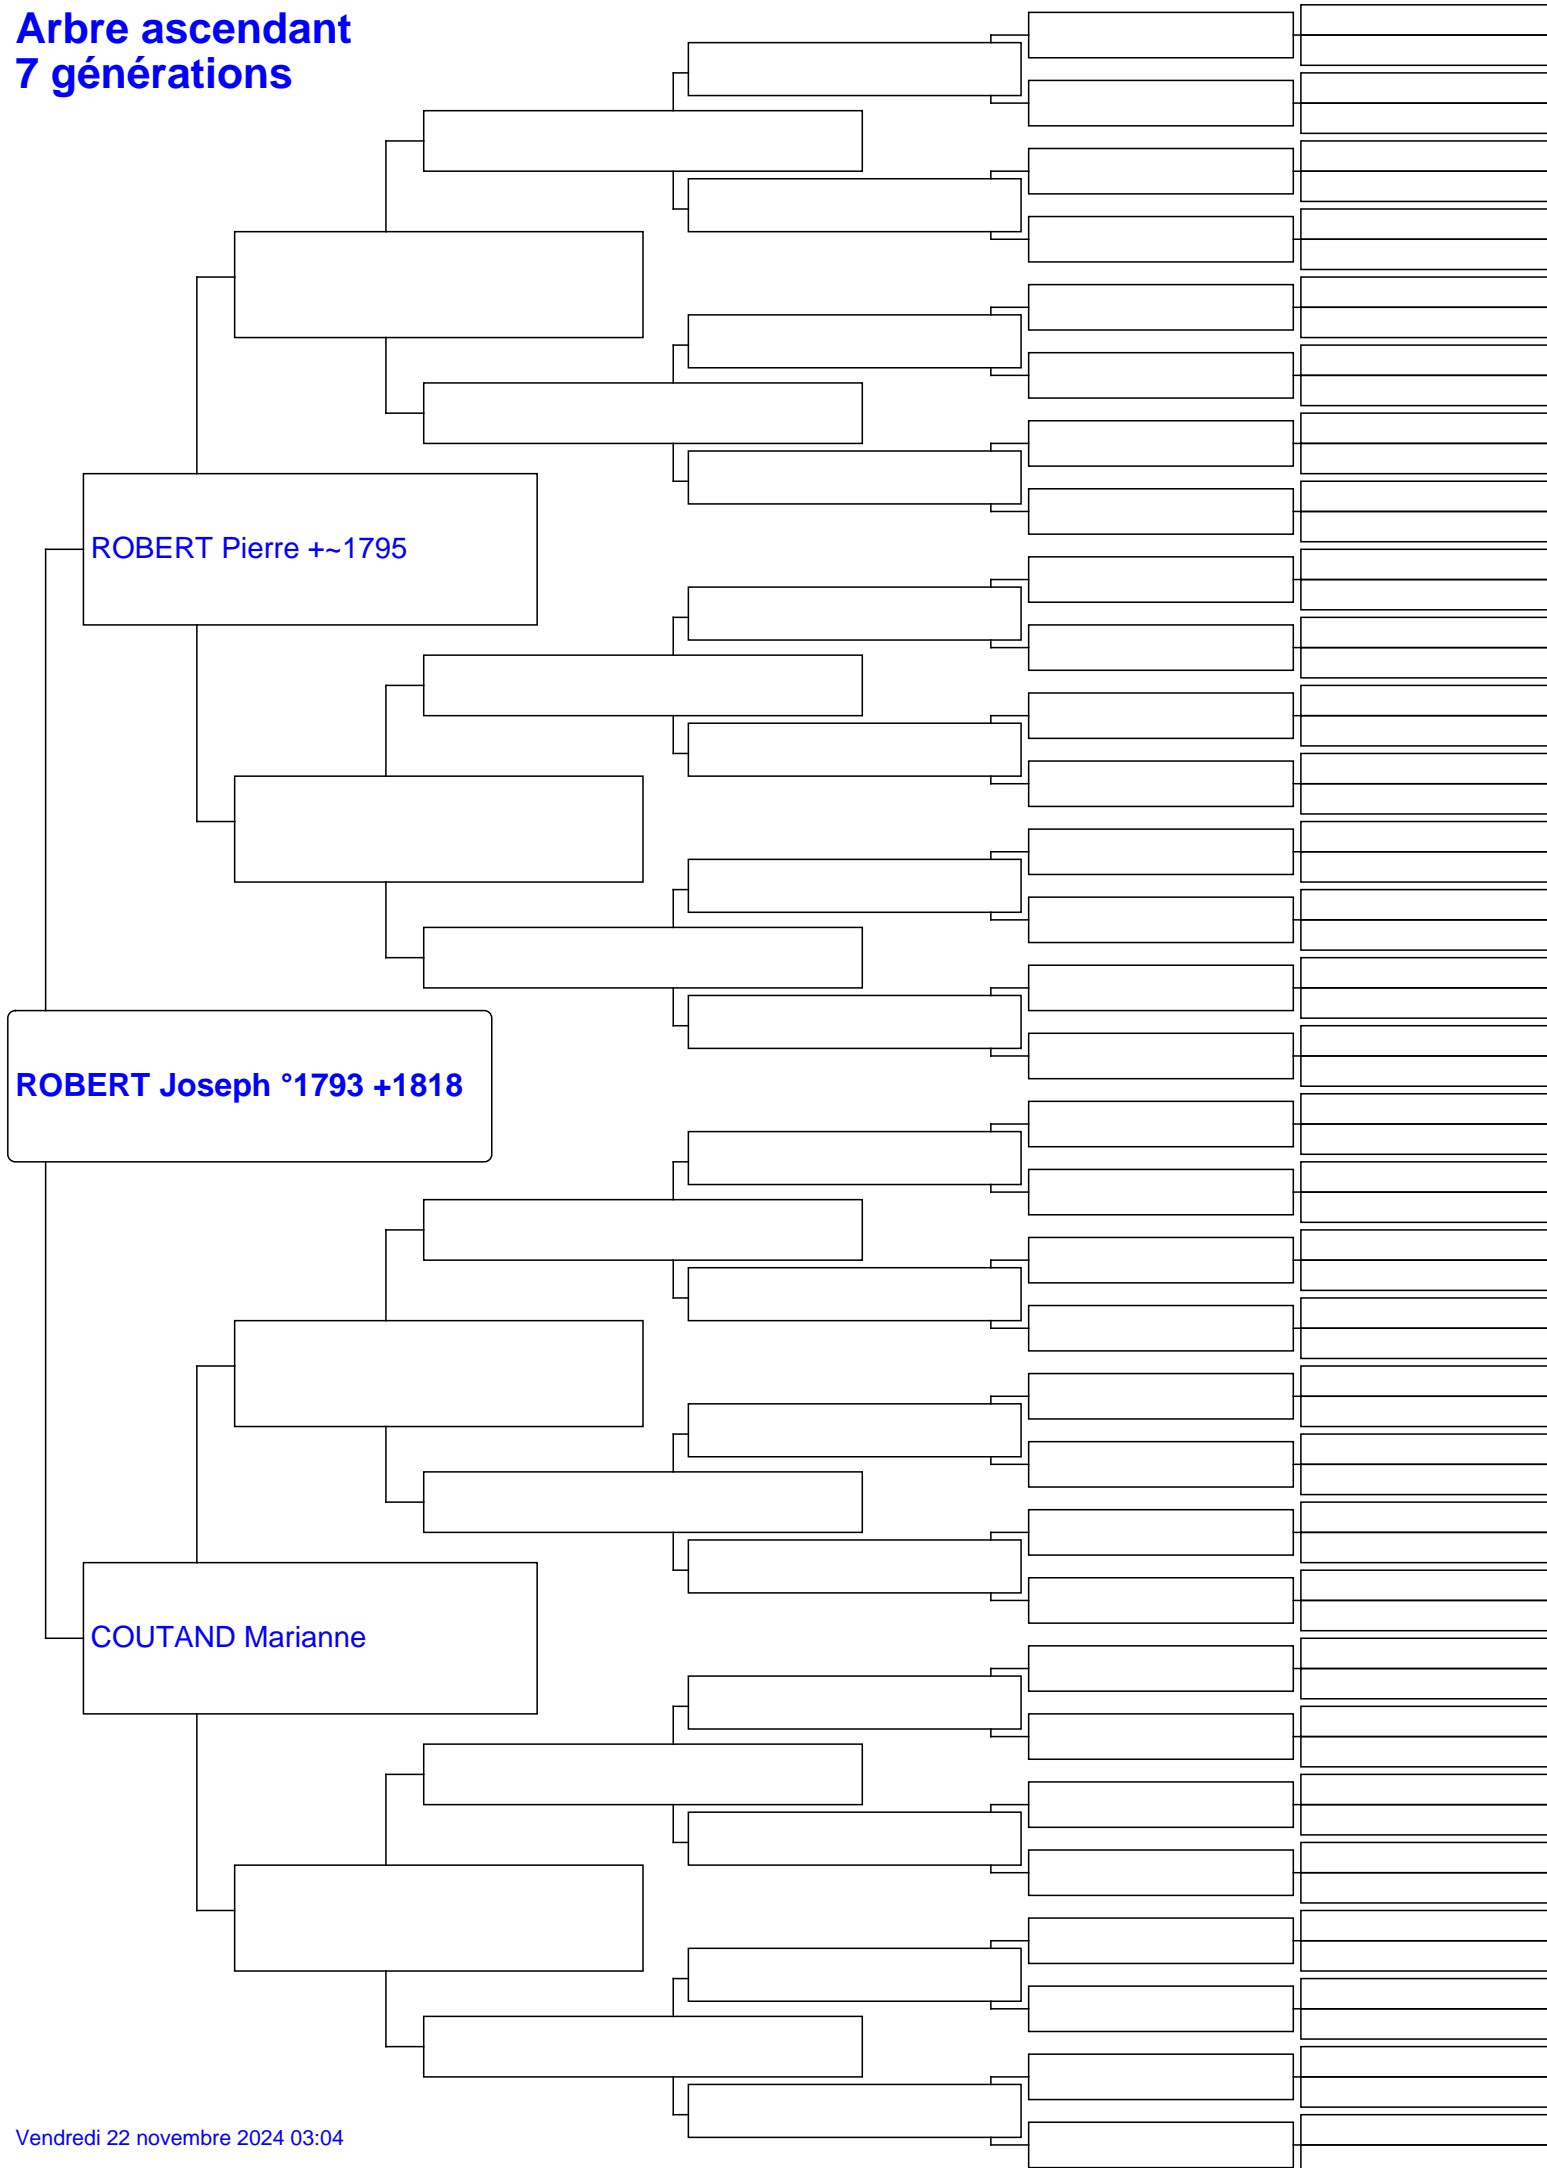 Arbre ascendant
7 générations
ROBERT Pierre +~1795
ROBERT Joseph °1793 +1818
COUTAND Marianne
Vendredi 22 novembre 2024 03:04